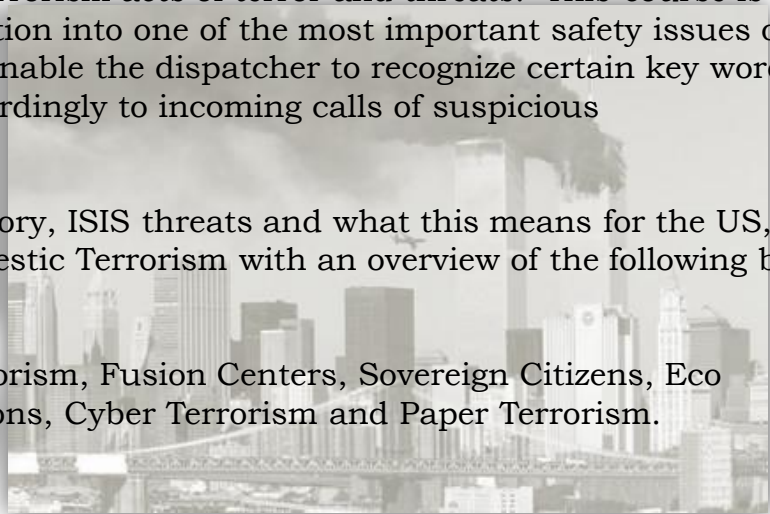 tion into one of the most important safety issues
nable the dispatcher to recognize certain key
rdingly to incoming calls of suspicious
ory, ISIS threats and what this means for the US,
estic Terrorism with an overview of the following
orism, Fusion Centers, Sovereign Citizens, Eco
ons, Cyber Terrorism and Paper Terrorism.